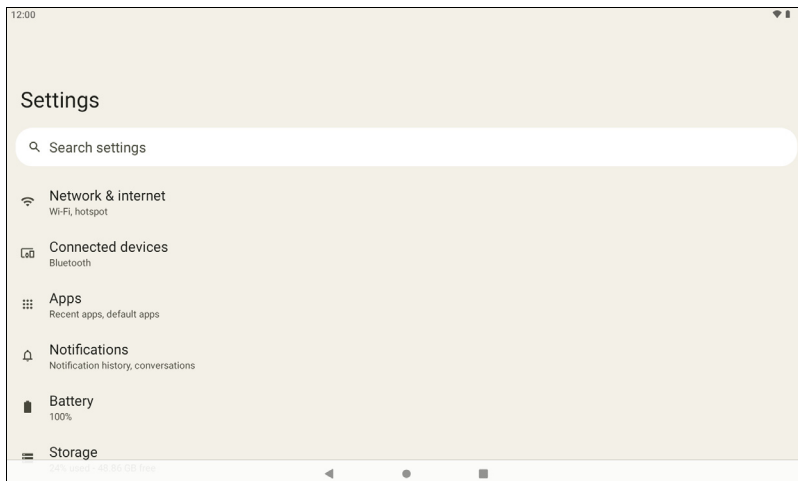 12:00
Settings
Search settings
Network & internet
Wi-Fi, hotspot
Connected devices
Bluetooth
Apps
Recent apps, default apps
Notifications
Notification history, conversations
Battery
100%
Storage